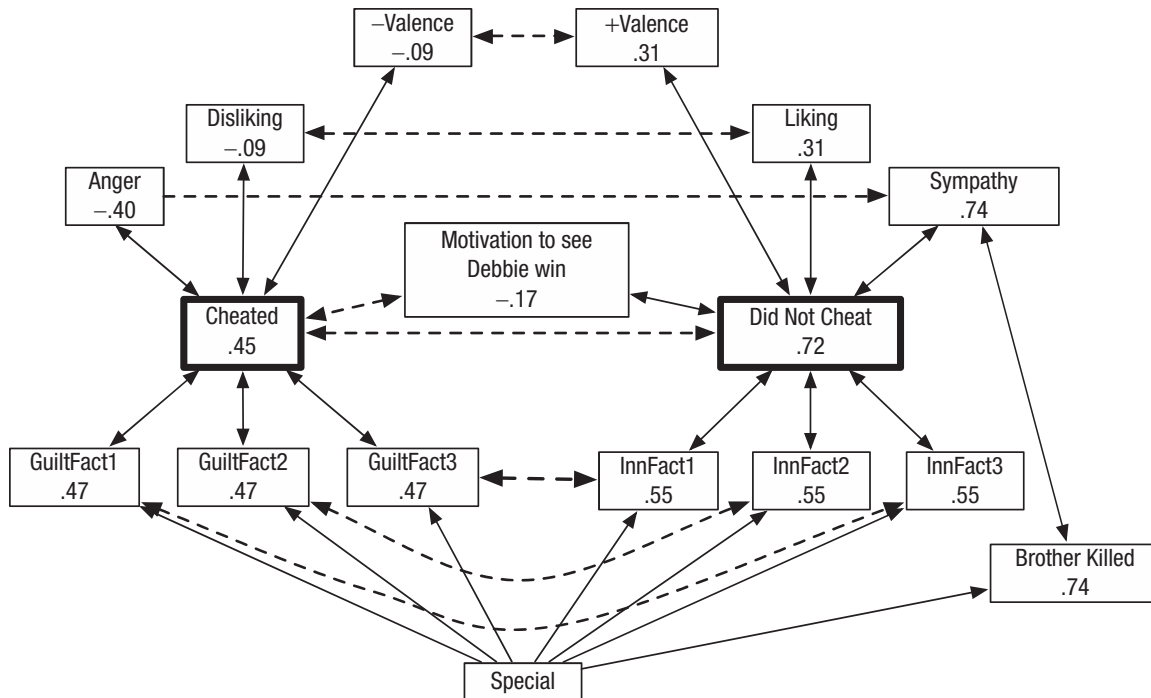 −Valence
−.09
+Valence
.31
Disliking
−.09
Liking
.31
Anger
−.40
Sympathy
.74
Motivation to see
Debbie win
−.17
Cheated
.45
Did Not Cheat
.72
GuiltFact1
.47
GuiltFact2
.47
GuiltFact3
.47
InnFact1
.55
InnFact2
.55
InnFact3
.55
Brother Killed
.74
Special